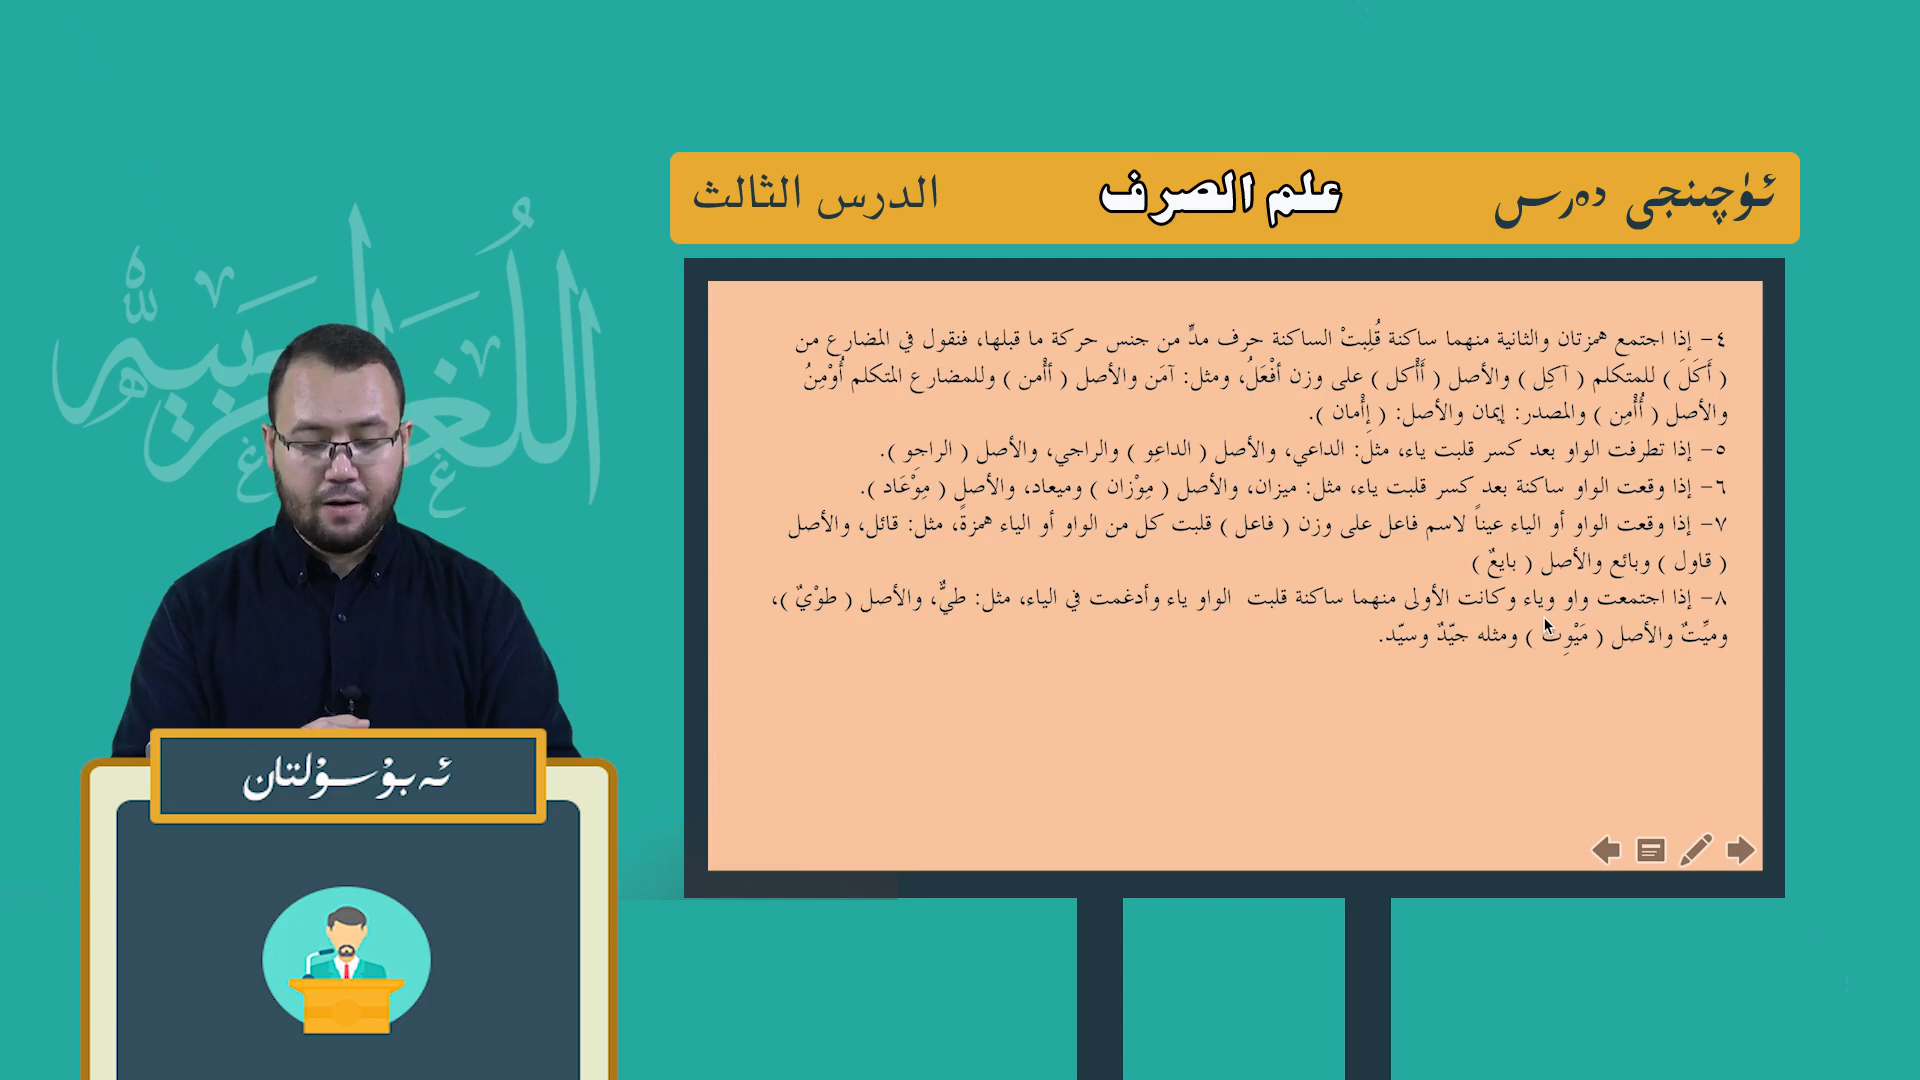 ئۈچىنجى دەرس علم الصرف الدرس الثالث
٤- إذا اجتمع همزتان والثانية منهما ساكنة قُلِبتْ الساكنة حرف مدٍّ من جنس حركة ما قبلها، فنقول في المضارع من
( أَكَلَ ) للمتكلم ( آكِل ) والأصل ( أَأْكل ) على وزن أفْعَلُ، ومثل: آمَن والأصل ( أأْمن ) وللمضارع المتكلم أُوْمِنُ
والأصل ( أُأْمِن ) والمصدر: إيمان والأصل: ( إِأْمان ).
٥- إذا تطرفت الواو بعد كسر قلبت ياء، مثل: الداعي، والأصل ( الداعِو ) والراجي، والأصل ( الراجِو ).
٦- إذا وقعت الواو ساكنة بعد كسر قلبت ياء، مثل: ميزان، والأصل ( مِوْزان ) وميعاد، والأصل ( مِوْعَاد ).
٧- إذا وقعت الواو أو الياء عيناً لاسم فاعل على وزن ( فاعل ) قلبت كل من الواو أو الياء همزةً، مثل: قائل، والأصل
( قاول ) وبائع والأصل ( بايعٌ )
٨- إذا اجتمعت واو وياء وكانت الأولى منهما ساكنة قلبت الواو ياء وأدغمت في الياء، مثل: طيٌّ، والأصل ( طوْيٌ )،
وميِّتٌ والأصل ( مَيْوِتٌ ) ومثله جيّدٌ وسيّد.
اللُغة العربية
ئەبۇسۇلتان